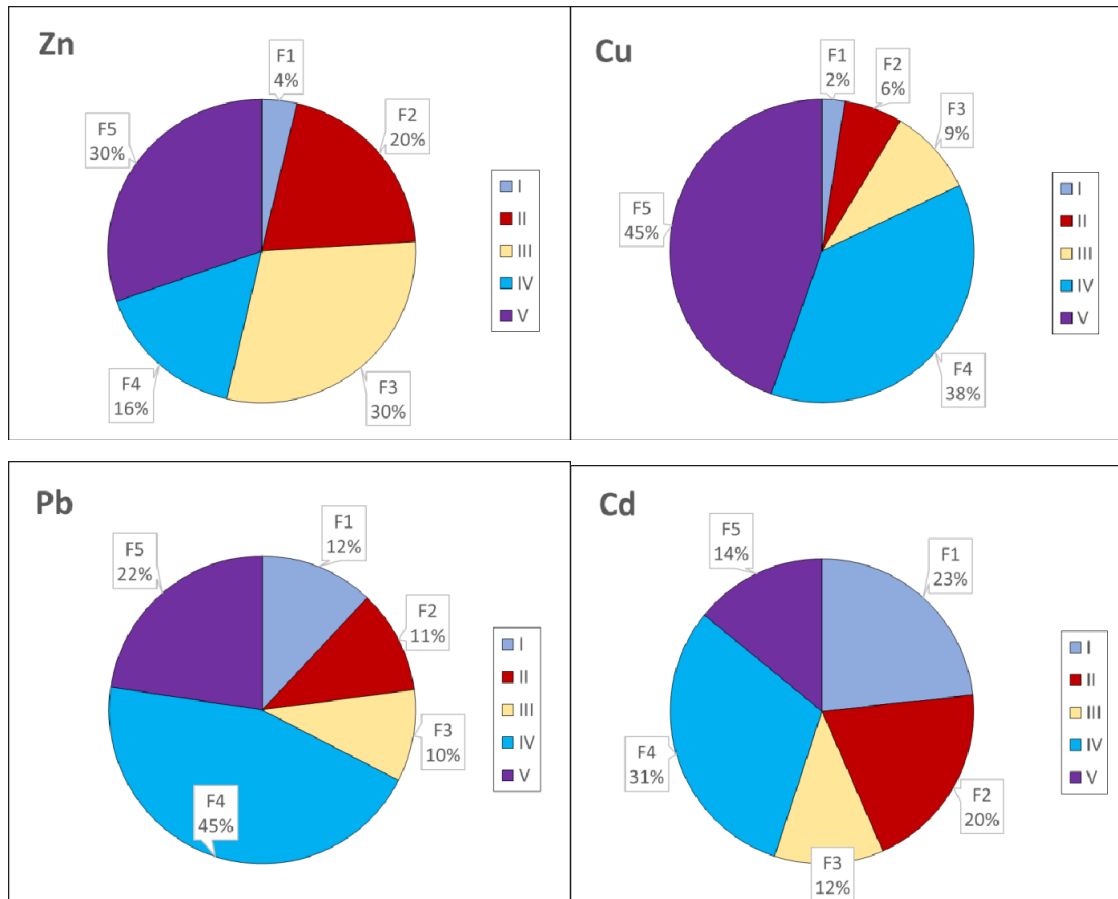 Zn
F1
4%
F2
20%
F3
30%
F4
16%
F5
30%
I
II
III
IV
V
Cu
F1
2%
F2
6%
F3
9%
F4
38%
F5
45%
I
II
III
IV
V
Pb
F1
12%
F2
11%
F3
10%
F4
45%
F5
22%
I
II
III
IV
V
Cd
F1
23%
F2
20%
F3
12%
F4
31%
F5
14%
I
II
III
IV
V